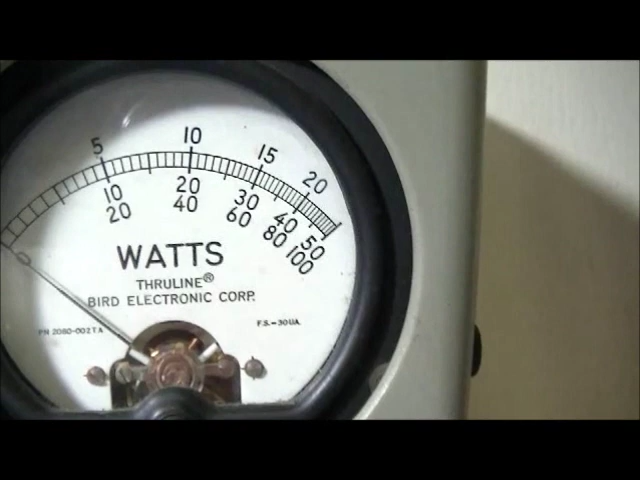 5 10 15 20
10 20 30 40 50
0 20 40 60 80 100
WATTS
THRULINE®
BIRD ELECTRONIC CORP.
PN 2080-002TA F.S.-30UA